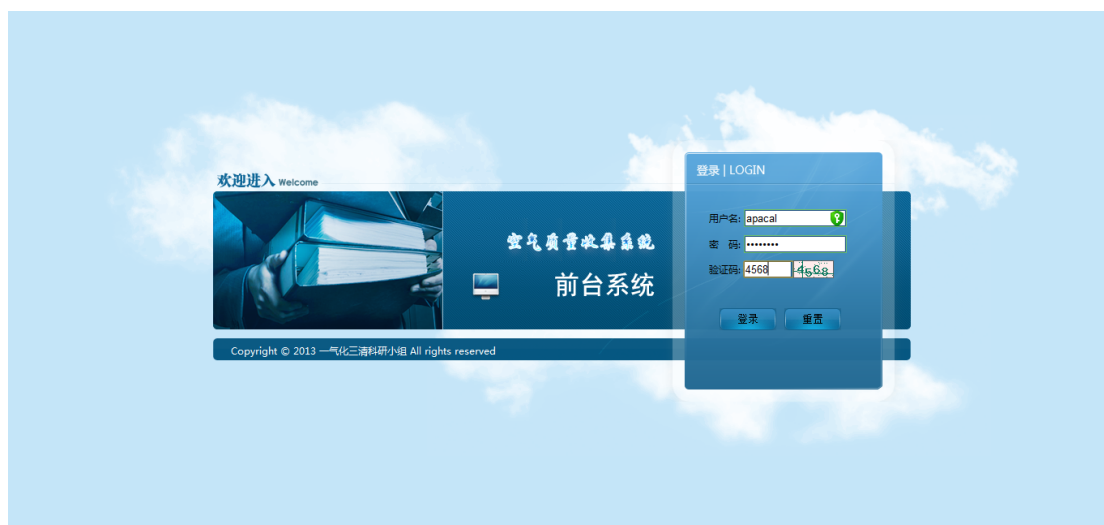 欢迎进入 Welcome
空气质量收集系统
前台系统
登录 | LOGIN
用户名: apacal
密 码: ••••••••
验证码: 4568 4568
登录 重置
Copyright © 2013 一气化三清科研小组 All rights reserved